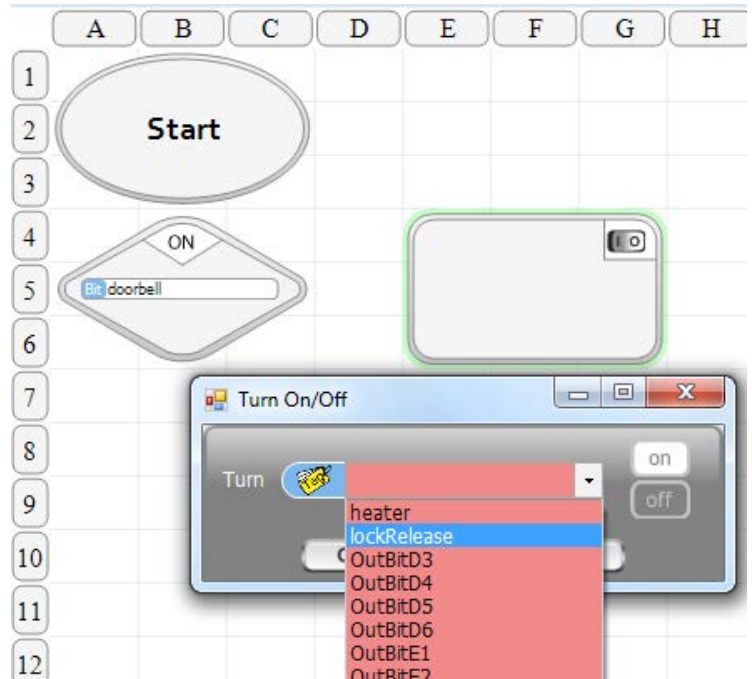 A B C D E F G H
1
2
Start
3
4
ON
5
Bit doorbell
6
7
Turn On/Off
8
on
Turn
9
off
heater
lockRelease
10
OutBitD3
OutBitD4
11
OutBitD5
OutBitD6
12
OutBitE1
OutBitE2